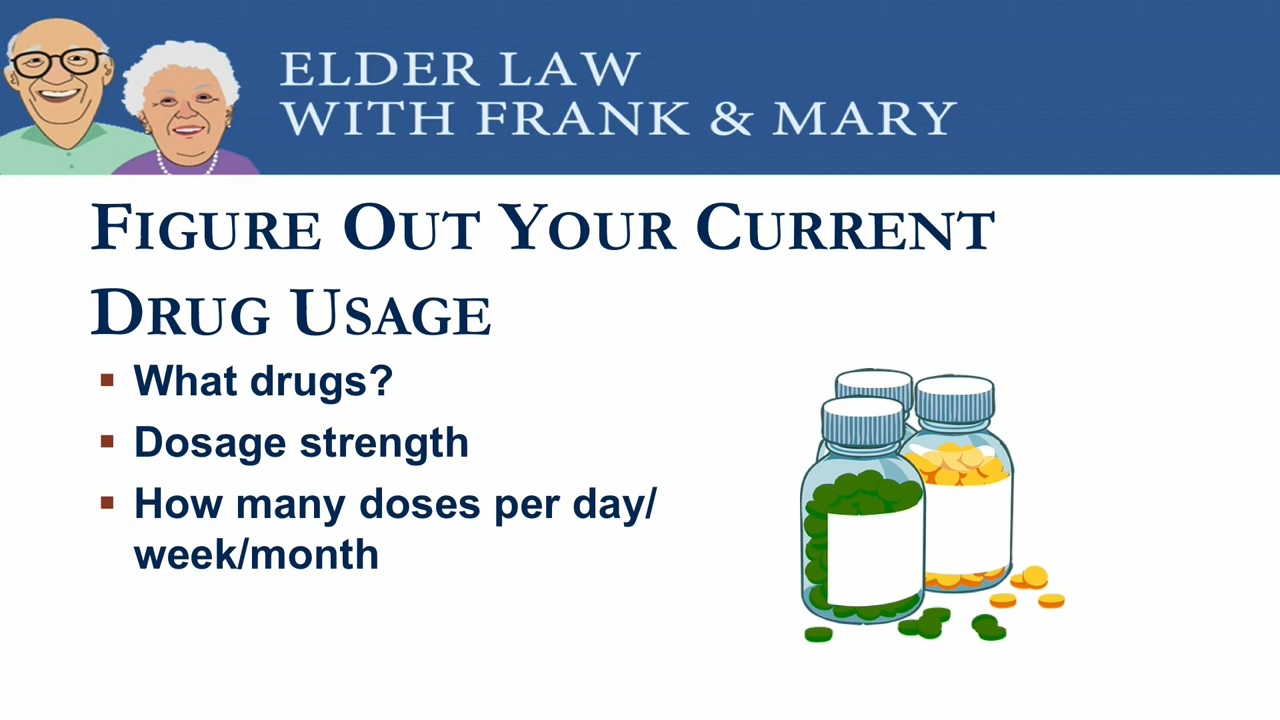 ELDER LAW
WITH FRANK & MARY
FIGURE OUT YOUR CURRENT
DRUG USAGE
▪ What drugs?
▪ Dosage strength
▪ How many doses per day/
week/month